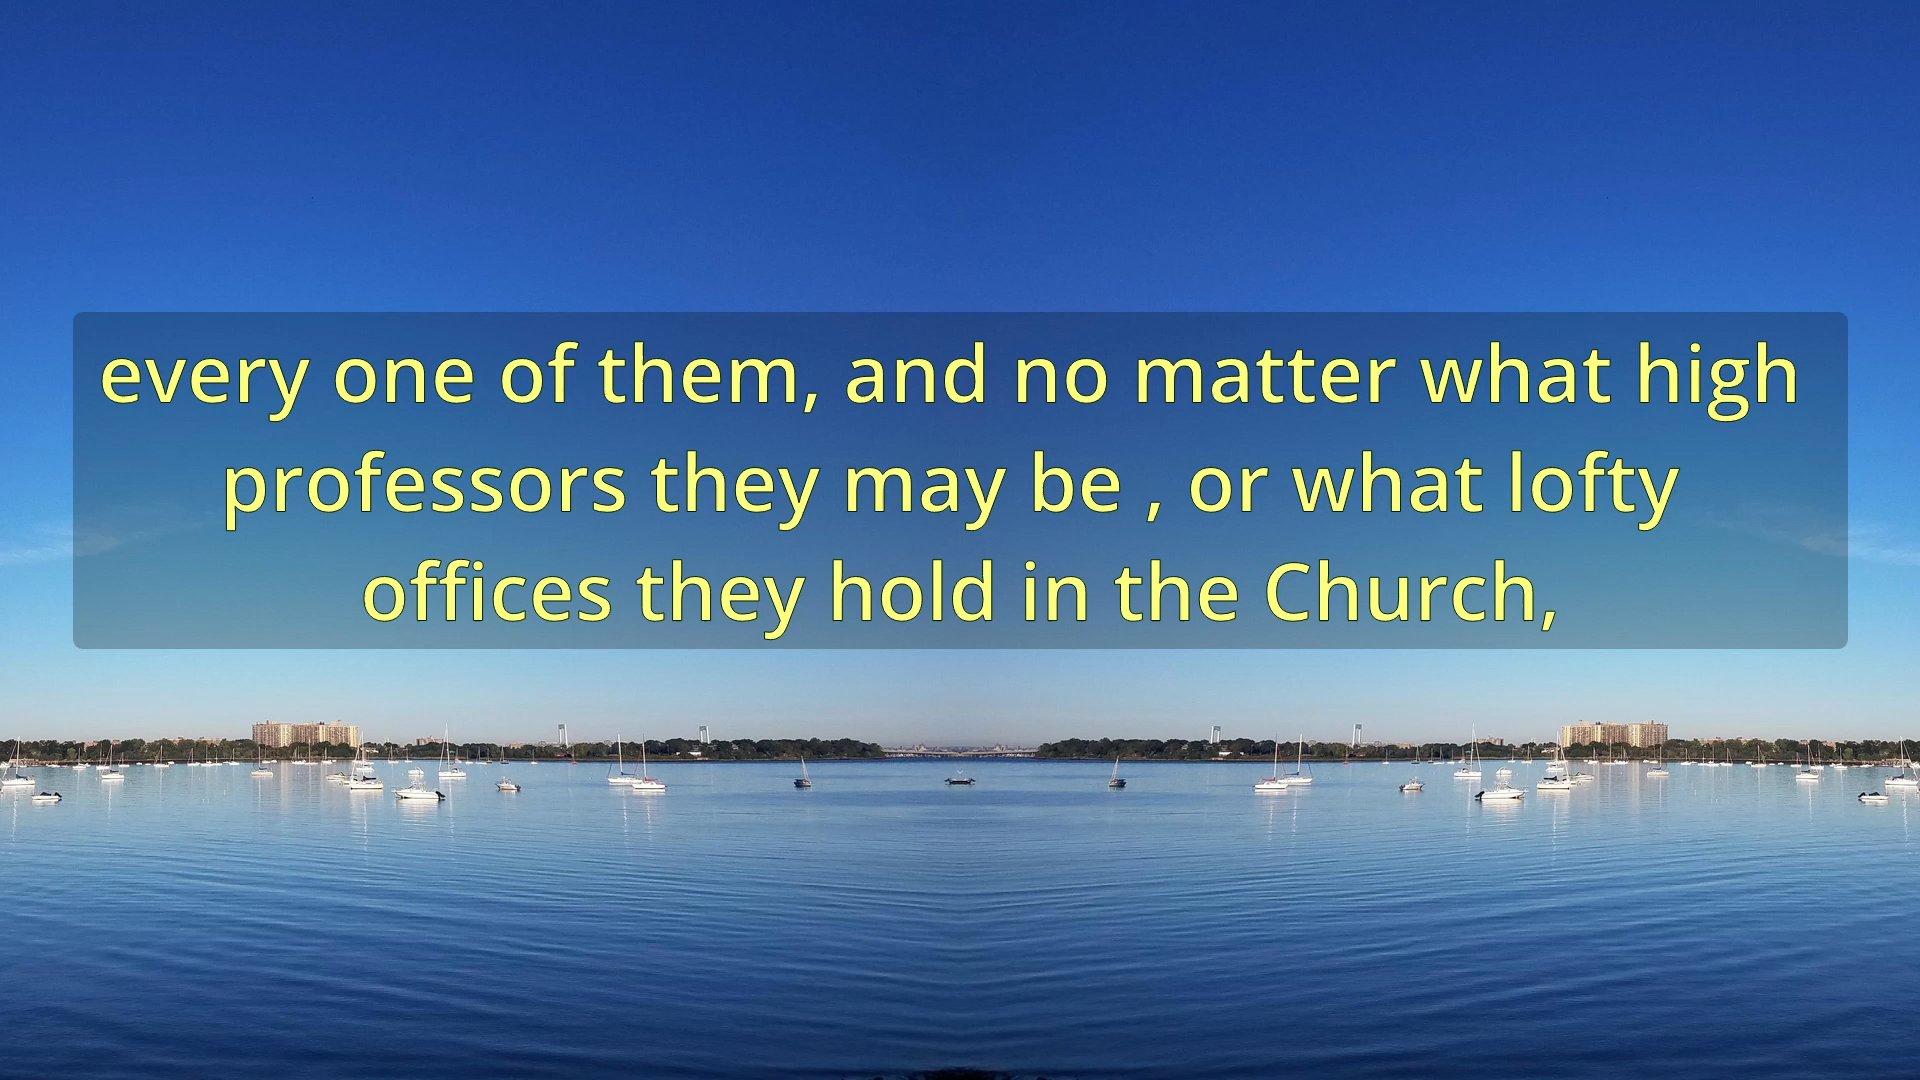 every one of them, and no matter what high
professors they may be , or what lofty
offices they hold in the Church,